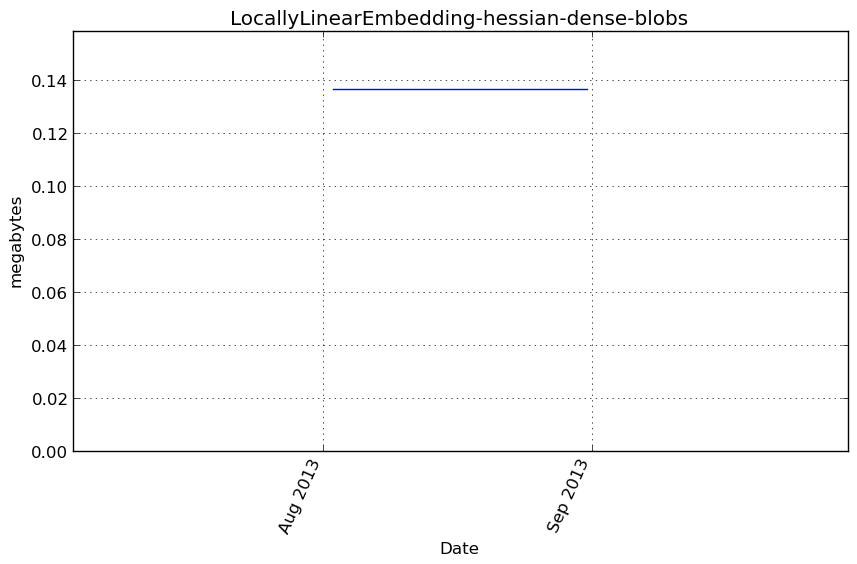 LocallyLinearEmbedding-hessian-dense-blobs
0.14
0.12
0.10
0.08
0.06
0.04
0.02
0.00
megabytes
Aug 2013
Sep 2013
Date